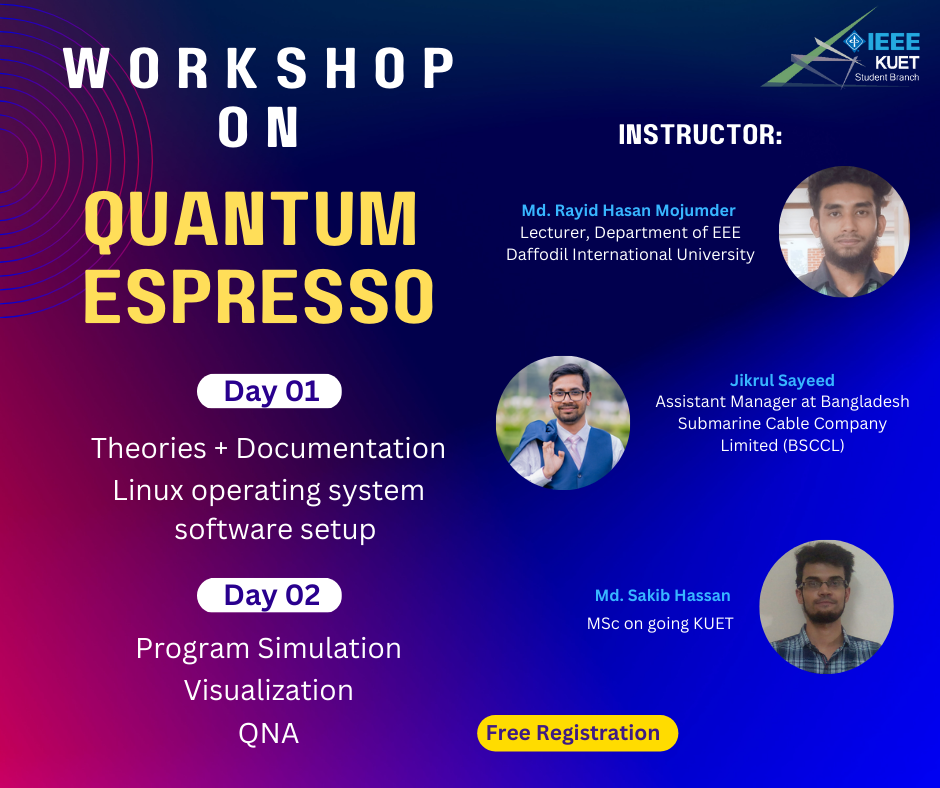 WORKSHOP
ON
QUANTUM
ESPRESSO
Day 01
Theories + Documentation
Linux operating system
software setup
Day 02
Program Simulation
Visualization
QNA
IEEE
KUET
Student Branch
INSTRUCTOR:
Md. Rayid Hasan Mojumder
Lecturer, Department of EEE
Daffodil International University
Jikrul Sayeed
Assistant Manager at Bangladesh
Submarine Cable Company
Limited (BSCCL)
Md. Sakib Hassan
MSc on going KUET
Free Registration